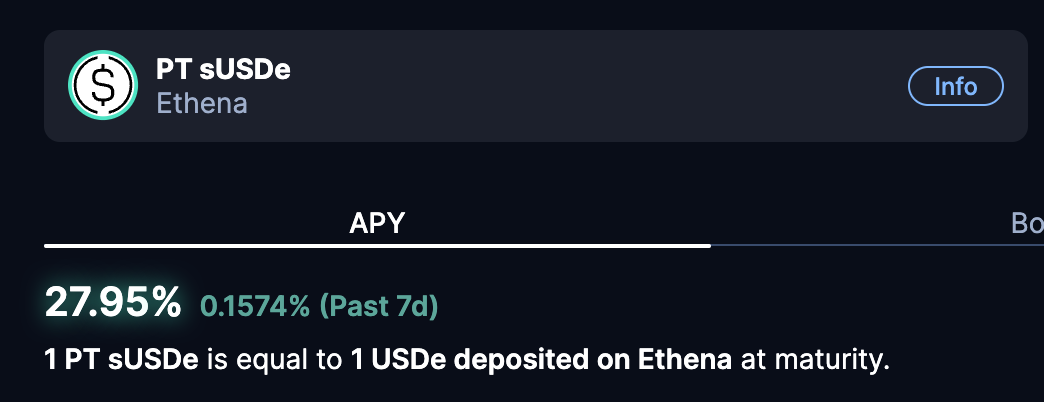 PT sUSDe
Ethena
Info
APY
Bo
27.95% 0.1574% (Past 7d)
1 PT sUSDe is equal to 1 USDe deposited on Ethena at maturity.